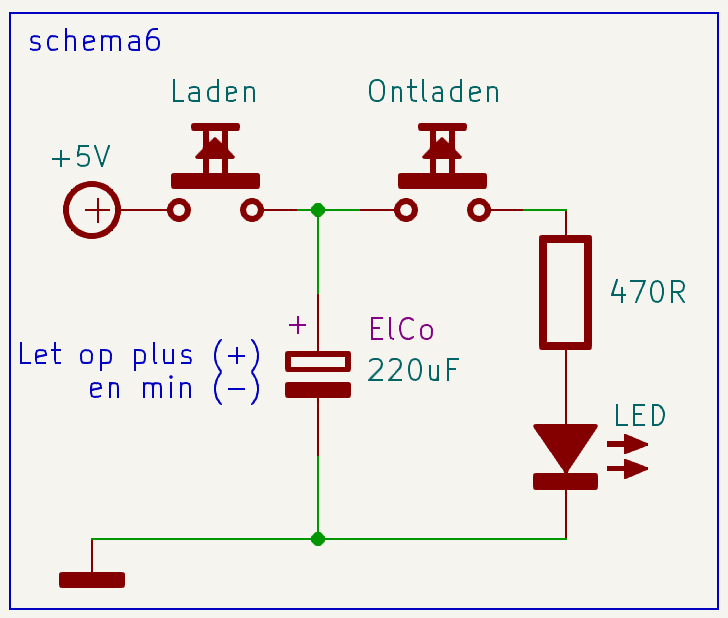 schema6
Laden
Ontladen
+5V
470R
+
ElCo
220uF
Let op plus (+)
en min (-)
LED